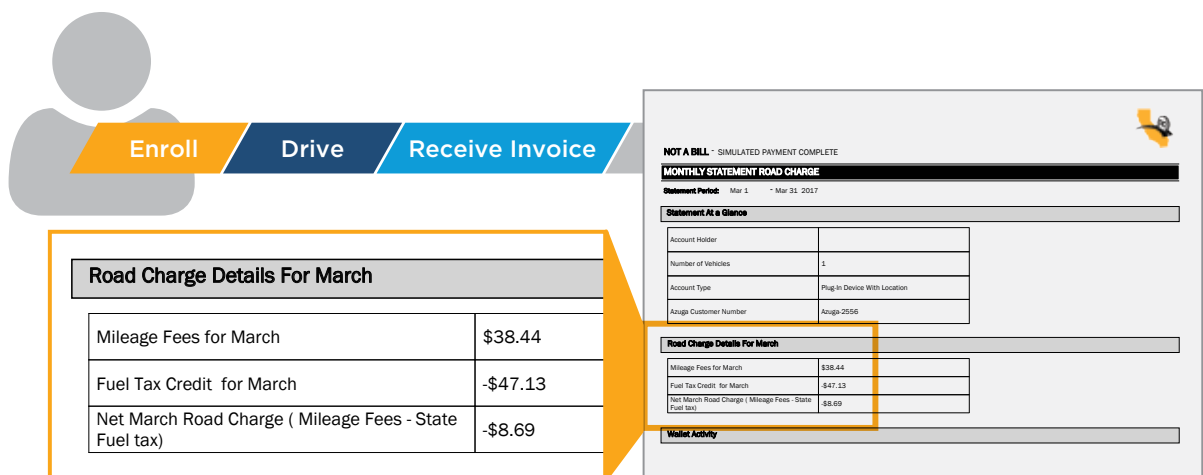 Enroll
Drive
Receive Invoice
Road Charge Details For March
Mileage Fees for March $38.44
Fuel Tax Credit for March -$47.13
Net March Road Charge ( Mileage Fees - State
Fuel tax) -$8.69
NOT A BILL - SIMULATED PAYMENT COMPLETE
MONTHLY STATEMENT ROAD CHARGE
Statement Period: Mar 1 - Mar 31 2017
Statement At a Glance
Account Holder
Number of Vehicles 1
Account Type Plug-In Device With Location
Azuga Customer Number Azuga-2556
Road Charge Details For March
Mileage Fees for March $38.44
Fuel Tax Credit for March -$47.13
Net March Road Charge ( Mileage Fees - State
Fuel tax) -$8.69
Wallet Activity